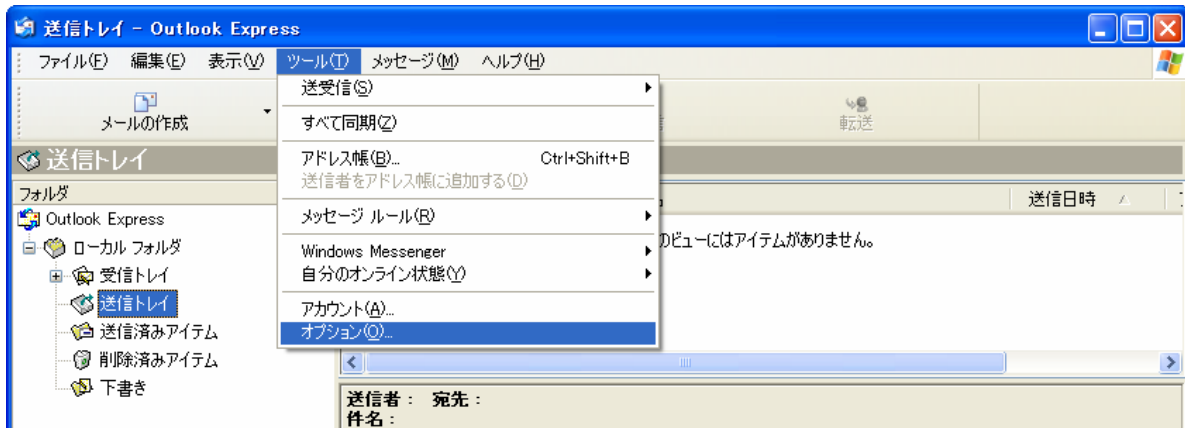 送信トレイ - Outlook Express
ファイル(F) 編集(E) 表示(V) ツール(T) メッセージ(M) ヘルプ(H)
メールの作成
転送
送信トレイ
送受信(S)
すべて同期(Z)
アドレス帳(B)... Ctrl+Shift+B
送信者をアドレス帳に追加する(D)
メッセージ ルール(R)
Windows Messenger
自分のオンライン状態(Y)
アカウント(A)...
オプション(O)...
フォルダ
Outlook Express
ローカル フォルダ
受信トレイ
送信トレイ
送信済みアイテム
削除済みアイテム
下書き
送信日時
のビューにはアイテムがありません。
送信者: 宛先:
件名: